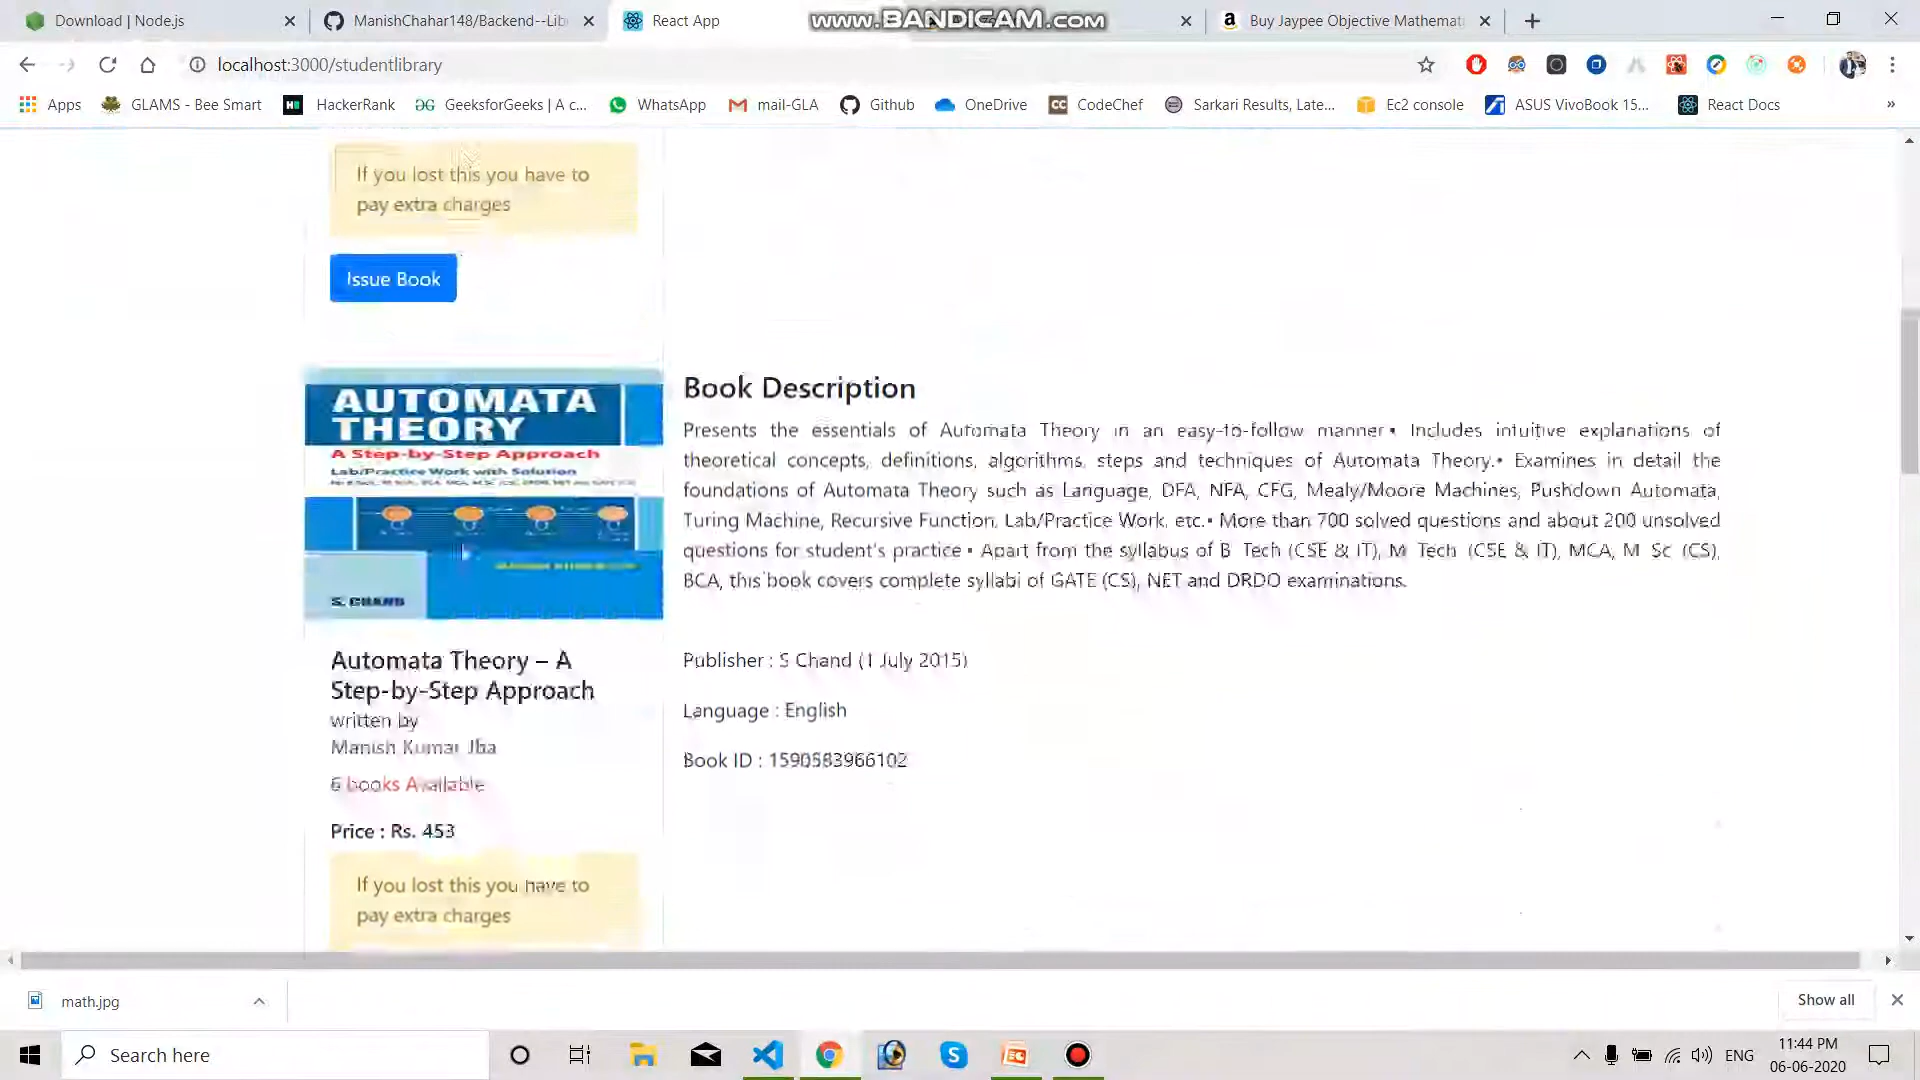 Download | Node.js
ManishChahar148/Backend--Lib
React App
www.BANDICAM.com
Buy Jaypee Objective Mathemat
localhost:3000/studentlibrary
Apps
GLAMS - Bee Smart
HackerRank
GeeksforGeeks | A c...
WhatsApp
mail-GLA
Github
OneDrive
CodeChef
Sarkari Results, Late...
Ec2 console
ASUS VivoBook 15...
React Docs
»
If you lost this you have to
pay extra charges
Issue Book
AUTOMATA
THEORY
A Step-by-Step Approach
Lab/Practice Work with Solution
S. CHAND
Book Description
Presents the essentials of Automata Theory in an easy-to-follow manner• Includes intuitive explanations of
theoretical concepts, definitions, algorithms, steps and techniques of Automata Theory.• Examines in detail the
foundations of Automata Theory such as Language, DFA, NFA, CFG, Mealy/Moore Machines, Pushdown Automata,
Turing Machine, Recursive Function, Lab/Practice Work, etc.• More than 700 solved questions and about 200 unsolved
questions for student's practice • Apart from the syllabus of B. Tech (CSE & IT), M. Tech. (CSE & IT), MCA, M. Sc. (CS),
BCA, this book covers complete syllabi of GATE (CS), NET and DRDO examinations.
Automata Theory – A
Step-by-Step Approach
written by
Manish Kumar Jha
6 books Available
Price : Rs. 453
If you lost this you have to
pay extra charges
Publisher : S Chand (1 July 2015)
Language : English
Book ID : 1590583966102
math.jpg
Show all
Search here
ENG
11:44 PM
06-06-2020